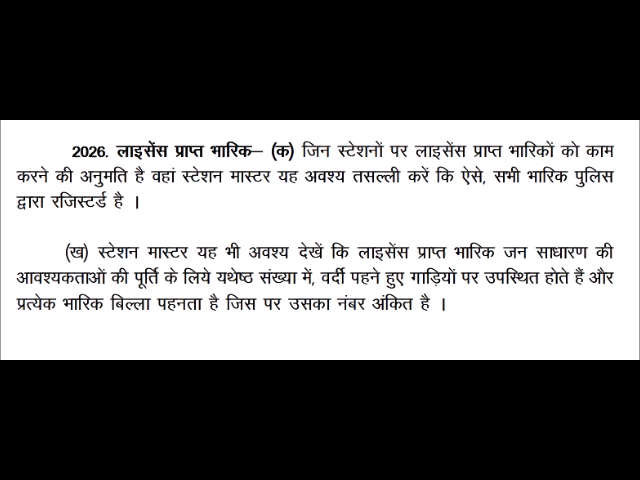 2026. लाइसेंस प्राप्त भारिक– (क) जिन स्टेशनों पर लाइसेंस प्राप्त भारिकों को काम
करने की अनुमति है वहां स्टेशन मास्टर यह अवश्य तसल्ली करें कि ऐसे, सभी भारिक पुलिस
द्वारा रजिस्टर्ड है ।
(ख) स्टेशन मास्टर यह भी अवश्य देखें कि लाइसेंस प्राप्त भारिक जन साधारण की
आवश्यकताओं की पूर्ति के लिये यथेष्ठ संख्या में, वर्दी पहने हुए गाड़ियों पर उपस्थित होते हैं और
प्रत्येक भारिक बिल्ला पहनता है जिस पर उसका नंबर अंकित है ।